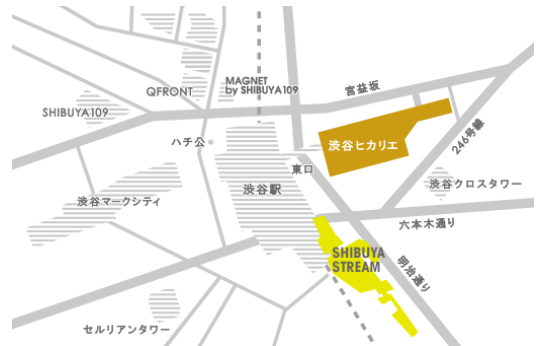 MAGNET
by SHIBUYA109
QFRONT
宮益坂
SHIBUYA109
ハチ公
渋谷ヒカリエ
246号線
東口
渋谷駅
渋谷クロスタワー
渋谷マークシティ
六本木通り
SHIBUYA
STREAM
明治通り
セルリアンタワー